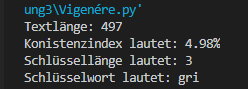 ung3\Vigenére.py'
Textlänge: 497
Konistenzindex lautet: 4.98%
Schlüssellänge lautet: 3
Schlüsselwort lautet: gri